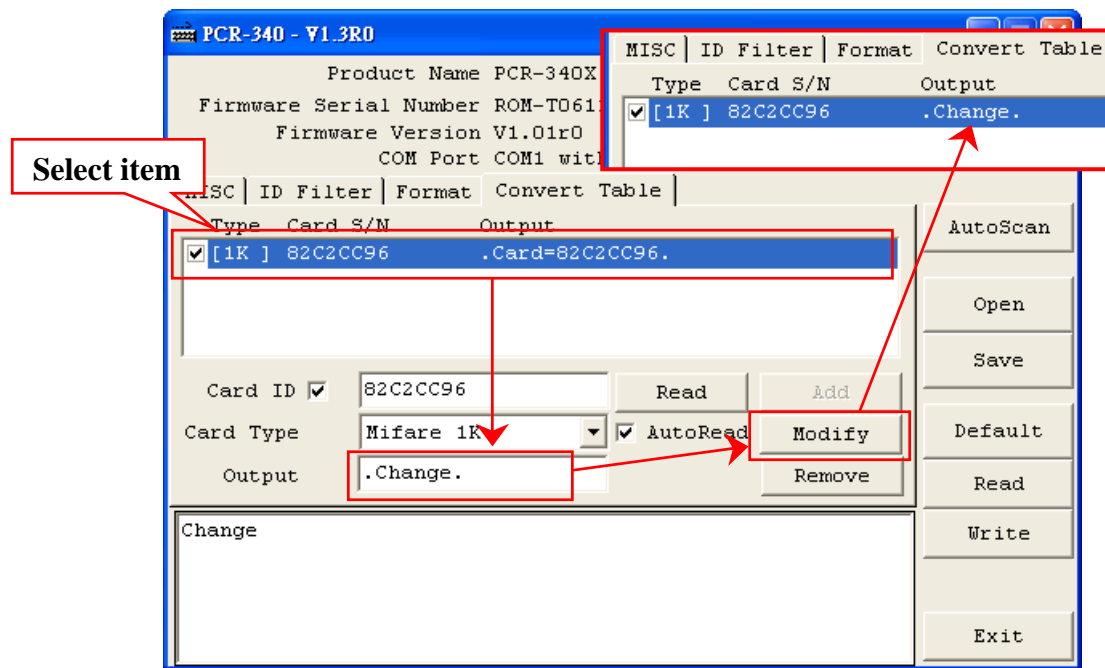 PCR-340 - V1.3R0
Product Name PCR-340X
Firmware Serial Number ROM-T061
Firmware Version V1.01r0
COM Port COM1 with
MISC ID Filter Format Convert Table
Type Card S/N Output
[1K ] 82C2CC96 .Change.
Select item
MISC ID Filter Format Convert Table
Type Card S/N Output
[1K ] 82C2CC96 .Card=82C2CC96.
Card ID 82C2CC96 Read Add
Card Type Mifare 1K AutoRead Modify
Output .Change. Remove
Change
AutoScan
Open
Save
Default
Read
Write
Exit